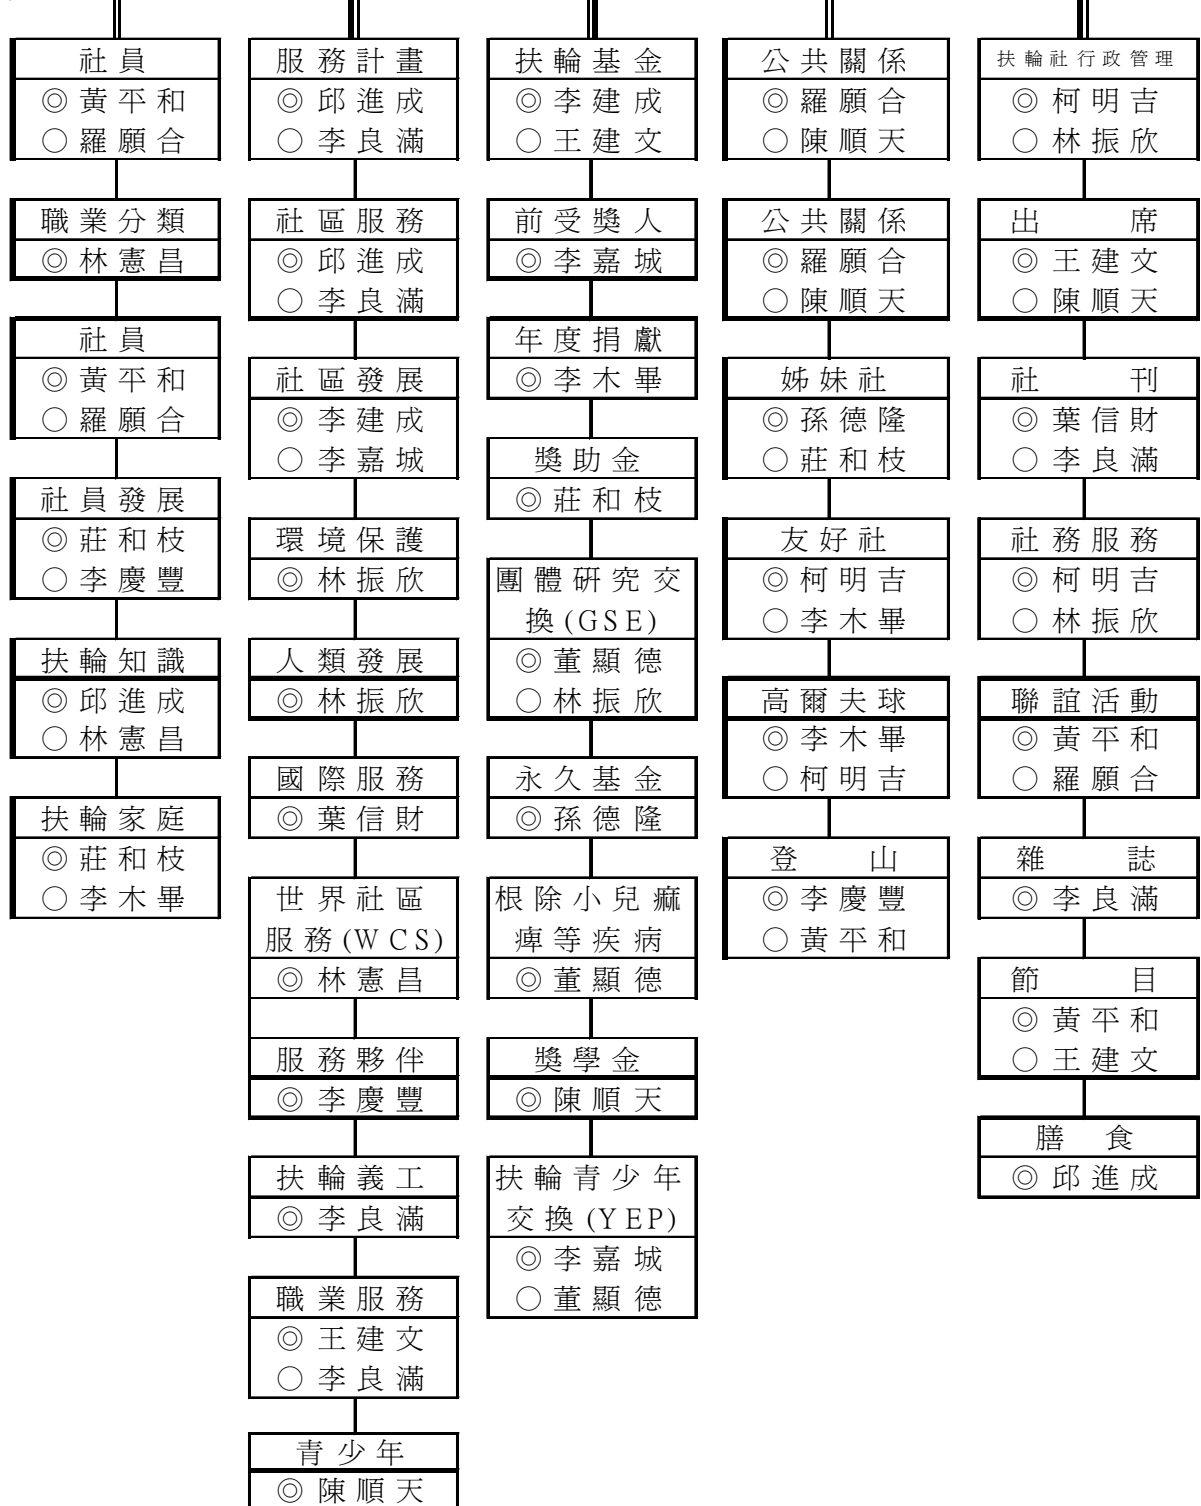 社員
◎黃平和
○羅願合
職業分類
◎林憲昌
社員
◎黃平和
○羅願合
社員發展
◎莊和枝
○李慶豐
扶輪知識
◎邱進成
○林憲昌
扶輪家庭
◎莊和枝
○李木畢
服務計畫
◎邱進成
○李良滿
社區服務
◎邱進成
○李良滿
社區發展
◎李建成
○李嘉城
環境保護
◎林振欣
人類發展
◎林振欣
國際服務
◎葉信財
世界社區
服務(WCS)
◎林憲昌
服務夥伴
◎李慶豐
扶輪義工
◎李良滿
職業服務
◎王建文
○李良滿
青少年
◎陳順天
扶輪基金
◎李建成
○王建文
前受獎人
◎李嘉城
年度捐獻
◎李木畢
獎助金
◎莊和枝
團體研究交
換(GSE)
◎董顯德
○林振欣
永久基金
◎孫德隆
根除小兒痲
痺等疾病
◎董顯德
獎學金
◎陳順天
扶輪青少年
交換(YEP)
◎李嘉城
○董顯德
公共關係
◎羅願合
○陳順天
公共關係
◎羅願合
○陳順天
姊妹社
◎孫德隆
○莊和枝
友好社
◎柯明吉
○李木畢
高爾夫球
◎李木畢
○柯明吉
登山
◎李慶豐
○黃平和
扶輪社行政管理
◎柯明吉
○林振欣
出席
◎王建文
○陳順天
社刊
◎葉信財
○李良滿
社務服務
◎柯明吉
○林振欣
聯誼活動
◎黃平和
○羅願合
雜誌
◎李良滿
節目
◎黃平和
○王建文
膳食
◎邱進成